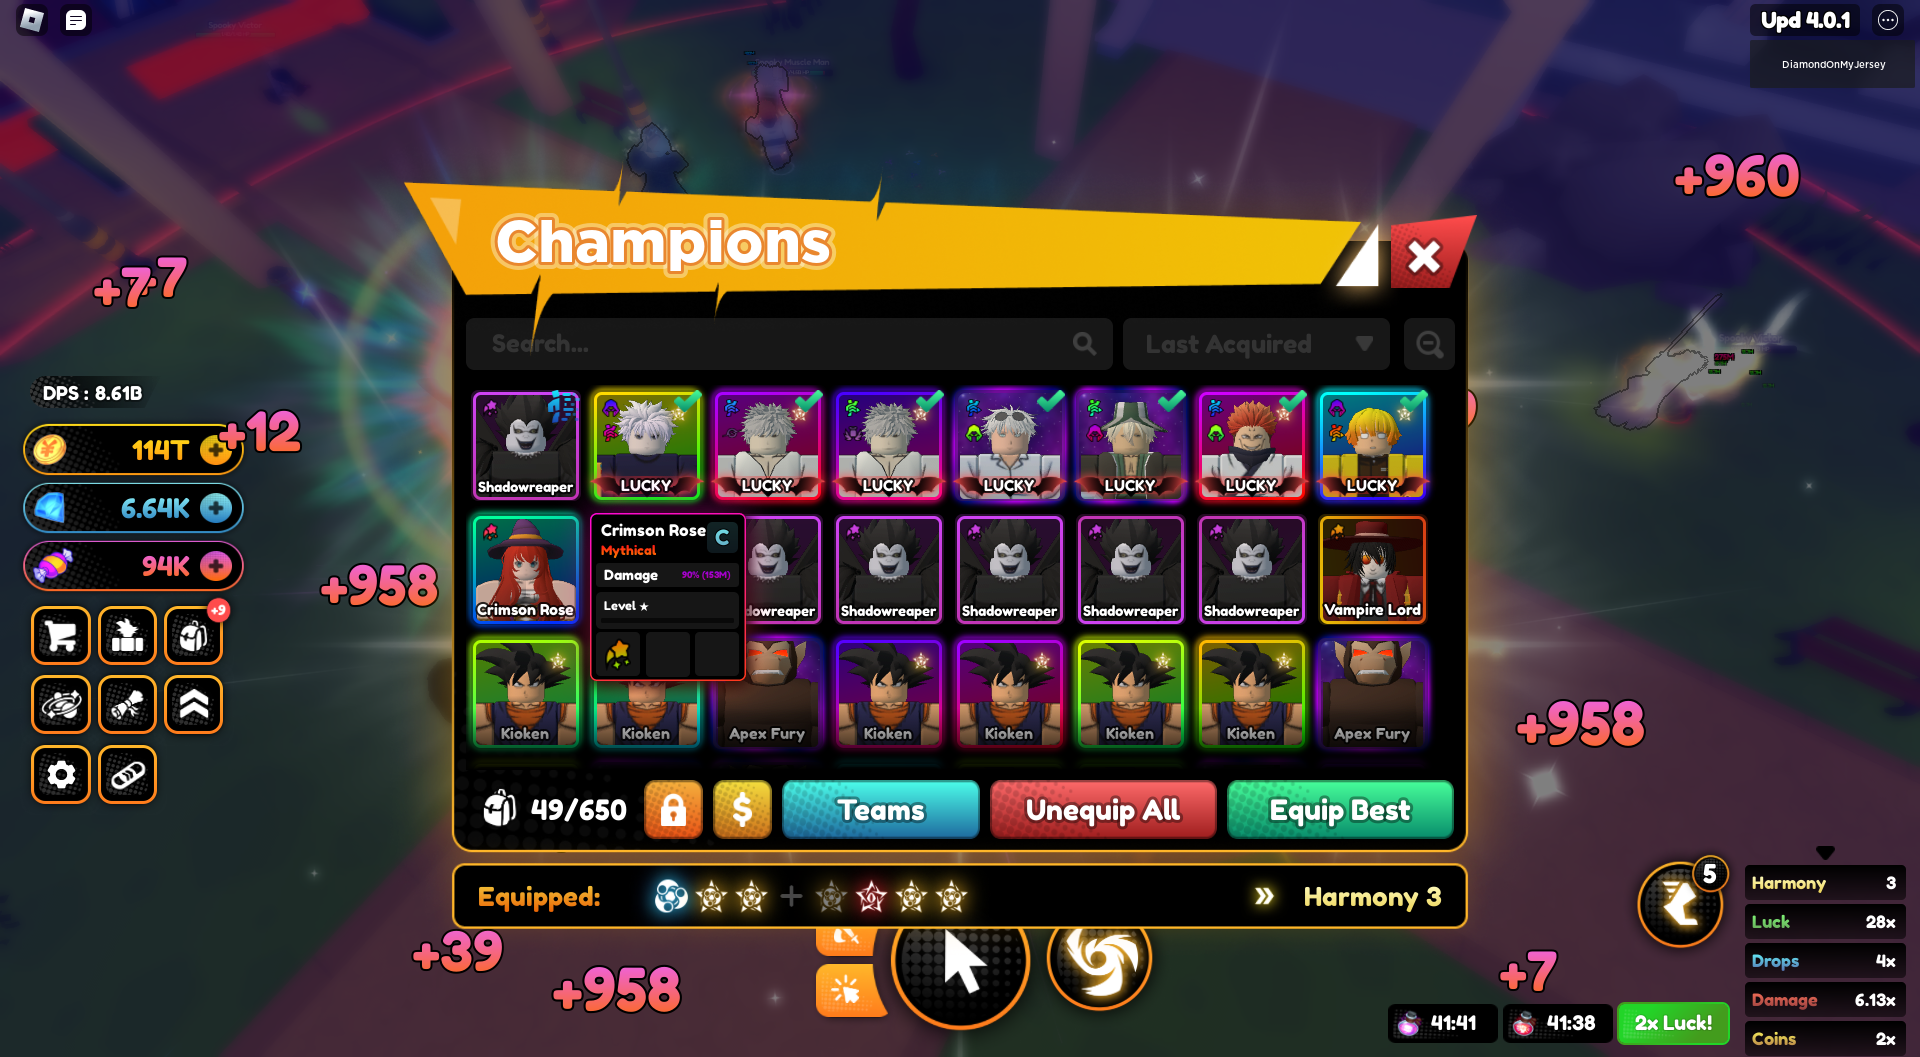 Upd 4.0.1
DiamondOnMyJersey
+960
+7
+7
Champions
Search...
Last Acquired
DPS : 8.61B
114T
+12
6.64K
94K
+958
+9
Shadowreaper
LUCKY
LUCKY
LUCKY
LUCKY
LUCKY
LUCKY
LUCKY
Crimson Rose
Crimson Rose
C
Mythical
Damage
90% (153M)
Level ★
dowreaper
Shadowreaper
Shadowreaper
Shadowreaper
Shadowreaper
Vampire Lord
Kioken
Kioken
Apex Fury
Kioken
Kioken
Kioken
Kioken
Apex Fury
+958
49/650
$
Teams
Unequip All
Equip Best
Equipped:
+
Harmony 3
5
Harmony 3
Luck 28x
Drops 4x
Damage 6.13x
Coins 2x
+39
+958
+7
41:41
41:38
2x Luck!